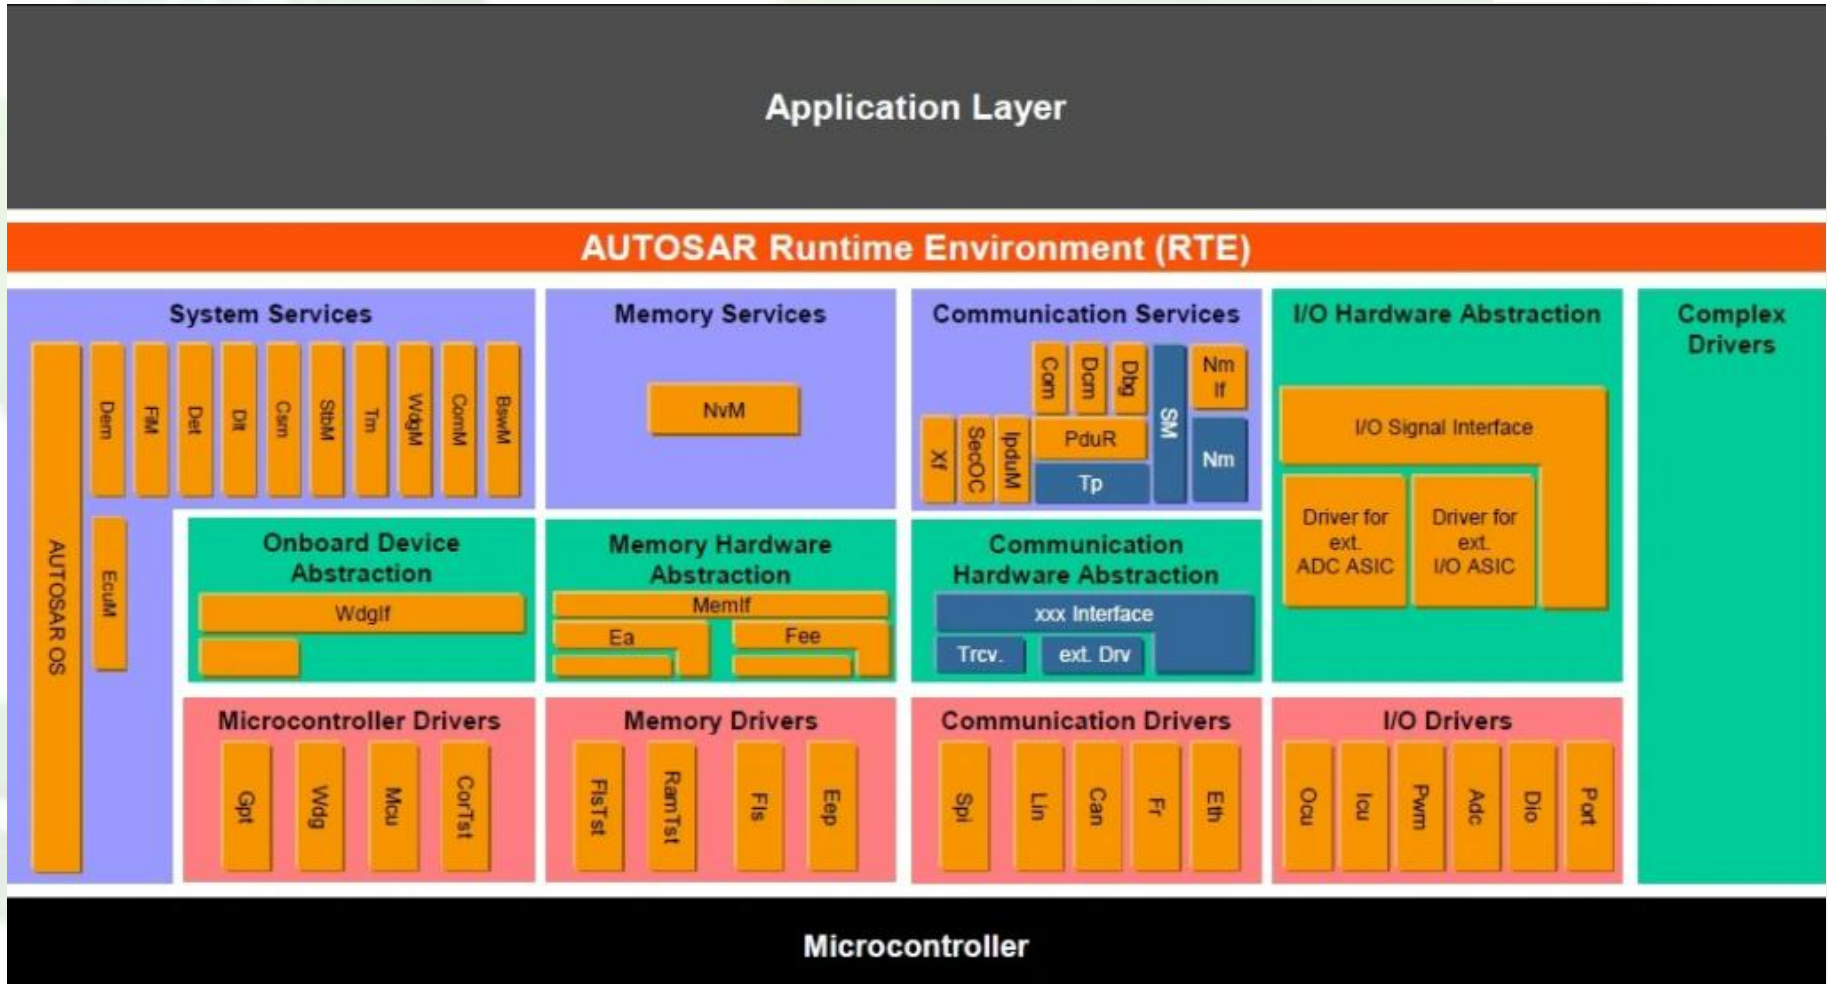 Application Layer
AUTOSAR Runtime Environment (RTE)
System Services
AUTOSAR OS
Dem
FiM
Det
Dlt
Csm
StbM
Tm
WdgM
ComM
BswM
EcuM
Memory Services
NvM
Communication Services
Com
Dcm
Dbg
SM
Nm
If
Xf
SecOC
IpduM
PduR
Tp
Nm
I/O Hardware Abstraction
I/O Signal Interface
Driver for
ext.
ADC ASIC
Driver for
ext.
I/O ASIC
Complex
Drivers
Onboard Device
Abstraction
WdgIf
Memory Hardware
Abstraction
MemIf
Ea
Fee
Communication
Hardware Abstraction
xxx Interface
Trcv.
ext. Drv
Microcontroller Drivers
Gpt
Wdg
Mcu
CorTst
Memory Drivers
FlsTst
RamTst
Fls
Eep
Communication Drivers
Spi
Lin
Can
Fr
Eth
I/O Drivers
Ocu
Icu
Pwm
Adc
Dio
Port
Microcontroller